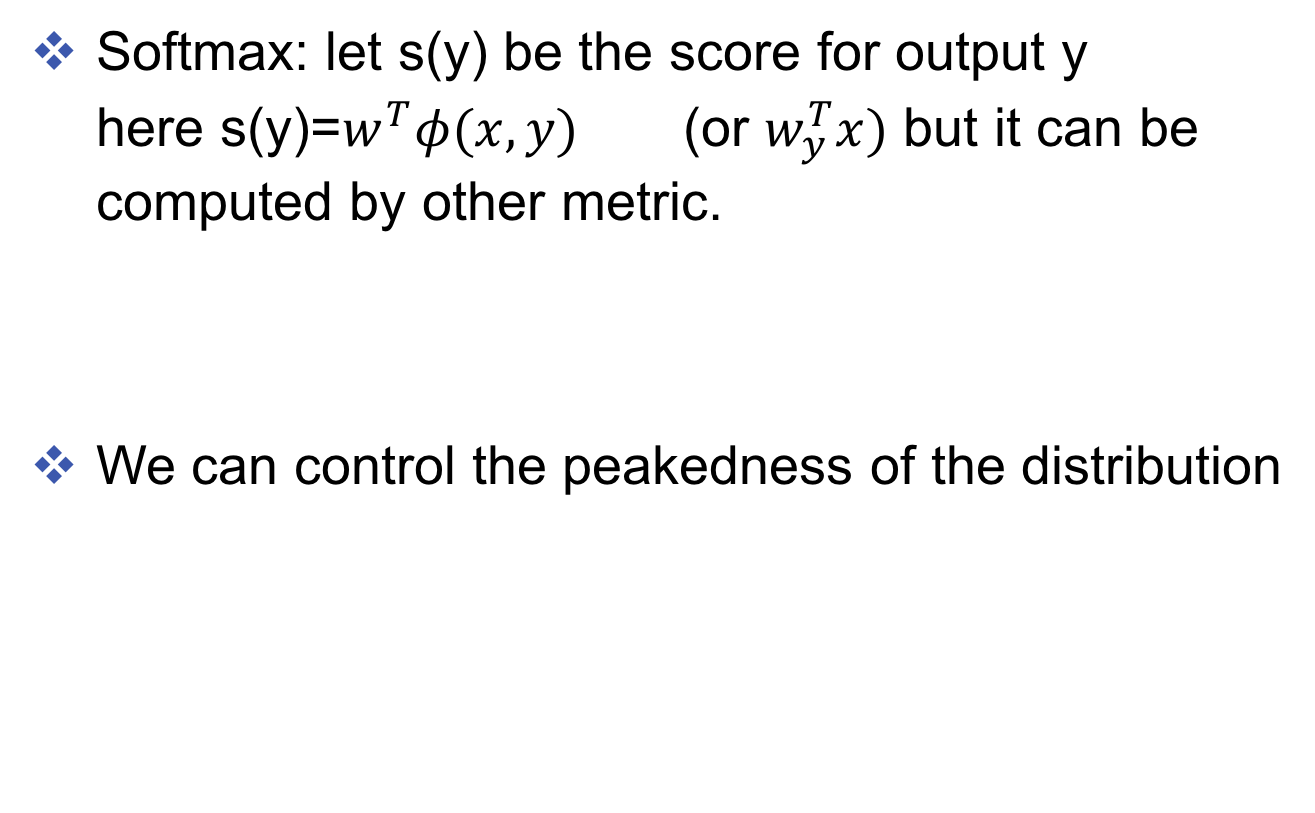 ❖ Softmax: let s(y) be the score for output y
here s(y)=𝑤ᵀ𝜙(𝑥, 𝑦) (or 𝑤_𝑦^𝑇 𝑥) but it can be
computed by other metric.
❖ We can control the peakedness of the distribution